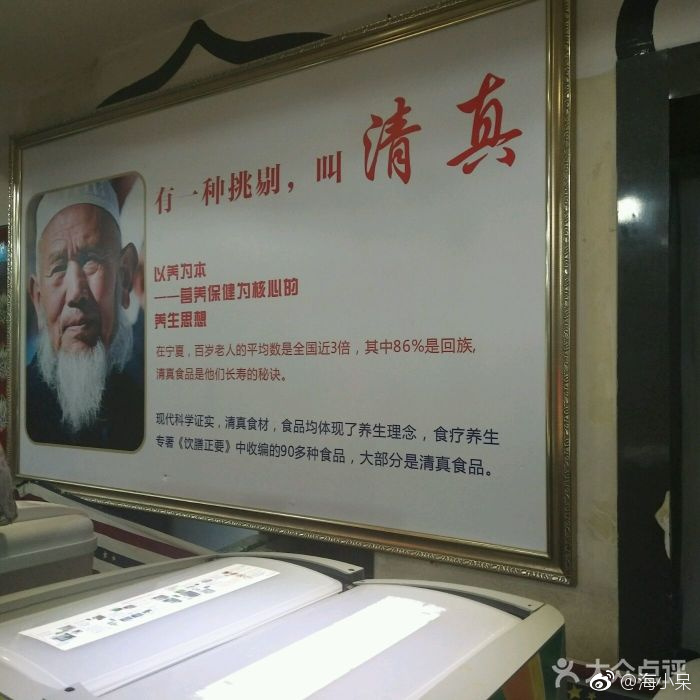 有一种挑剔，叫 清真
以养为本
——营养保健为核心的
养生思想
在宁夏，百岁老人的平均数是全国近3倍，其中86%是回族，
清真食品是他们长寿的秘诀。
现代科学证实，清真食材，食品均体现了养生理念，食疗养生
专著《饮膳正要》中收编的90多种食品，大部分是清真食品。
大众点评
@海小呆